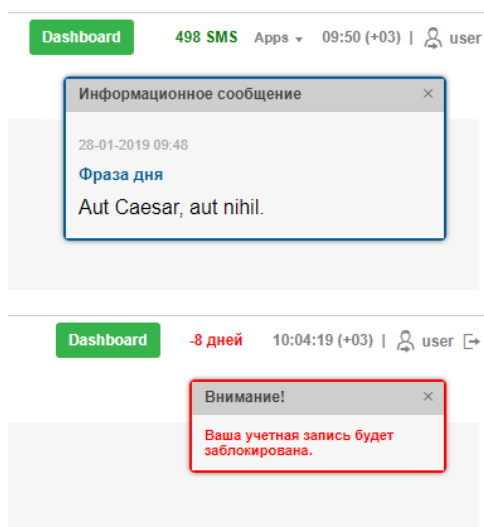 Dashboard 498 SMS Apps 09:50 (+03) | user
Информационное сообщение ×
28-01-2019 09:48
Фраза дня
Aut Caesar, aut nihil.
Dashboard -8 дней 10:04:19 (+03) | user
Внимание! ×
Ваша учетная запись будет
заблокирована.